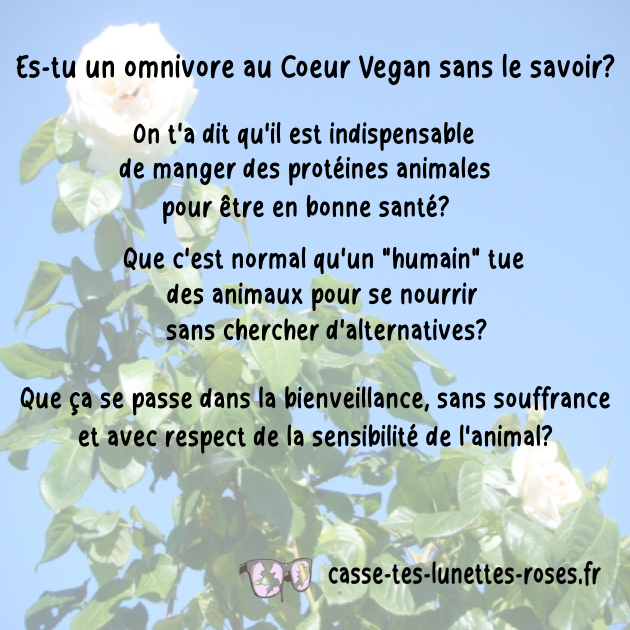 Es-tu un omnivore au Coeur Vegan sans le savoir?
On t'a dit qu'il est indispensable
de manger des protéines animales
pour être en bonne santé?
Que c'est normal qu'un "humain" tue
des animaux pour se nourrir
sans chercher d'alternatives?
Que ça se passe dans la bienveillance, sans souffrance
et avec respect de la sensibilité de l'animal?
casse-tes-lunettes-roses.fr